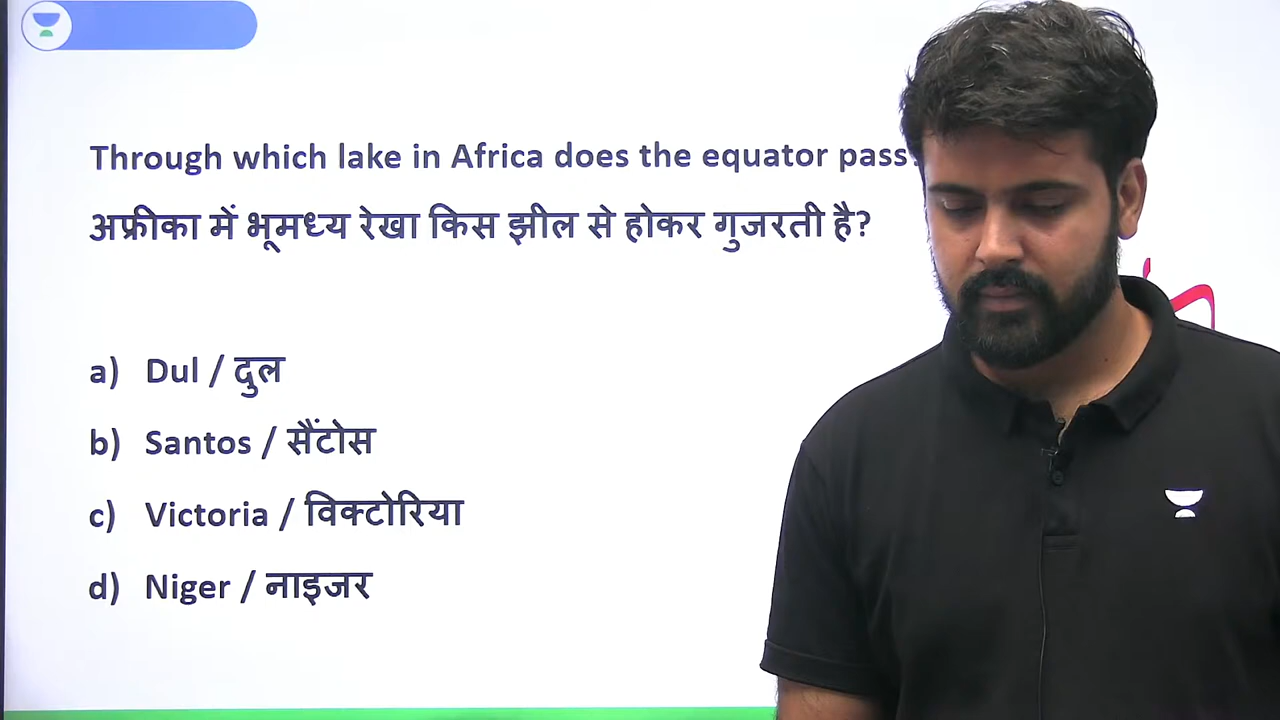 Through which lake in Africa does the equator pass
अफ्रीका में भूमध्य रेखा किस झील से होकर गुजरती है?
a) Dul / दुल
b) Santos / सैंटोस
c) Victoria / विक्टोरिया
d) Niger / नाइजर